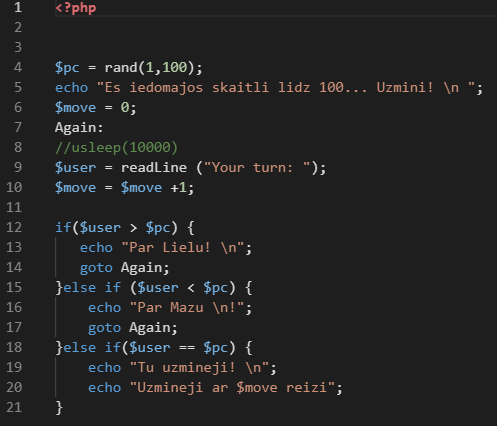 1 <?php
2
3
4 $pc = rand(1,100);
5 echo "Es iedomajos skaitli lidz 100... Uzmini! \n ";
6 $move = 0;
7 Again:
8 //usleep(10000)
9 $user = readLine ("Your turn: ");
10 $move = $move +1;
11
12 if($user > $pc) {
13    echo "Par Lielu! \n";
14    goto Again;
15 }else if ($user < $pc) {
16     echo "Par Mazu \n!";
17     goto Again;
18 }else if($user == $pc) {
19     echo "Tu uzmineji! \n";
20     echo "Uzmineji ar $move reizi";
21 }